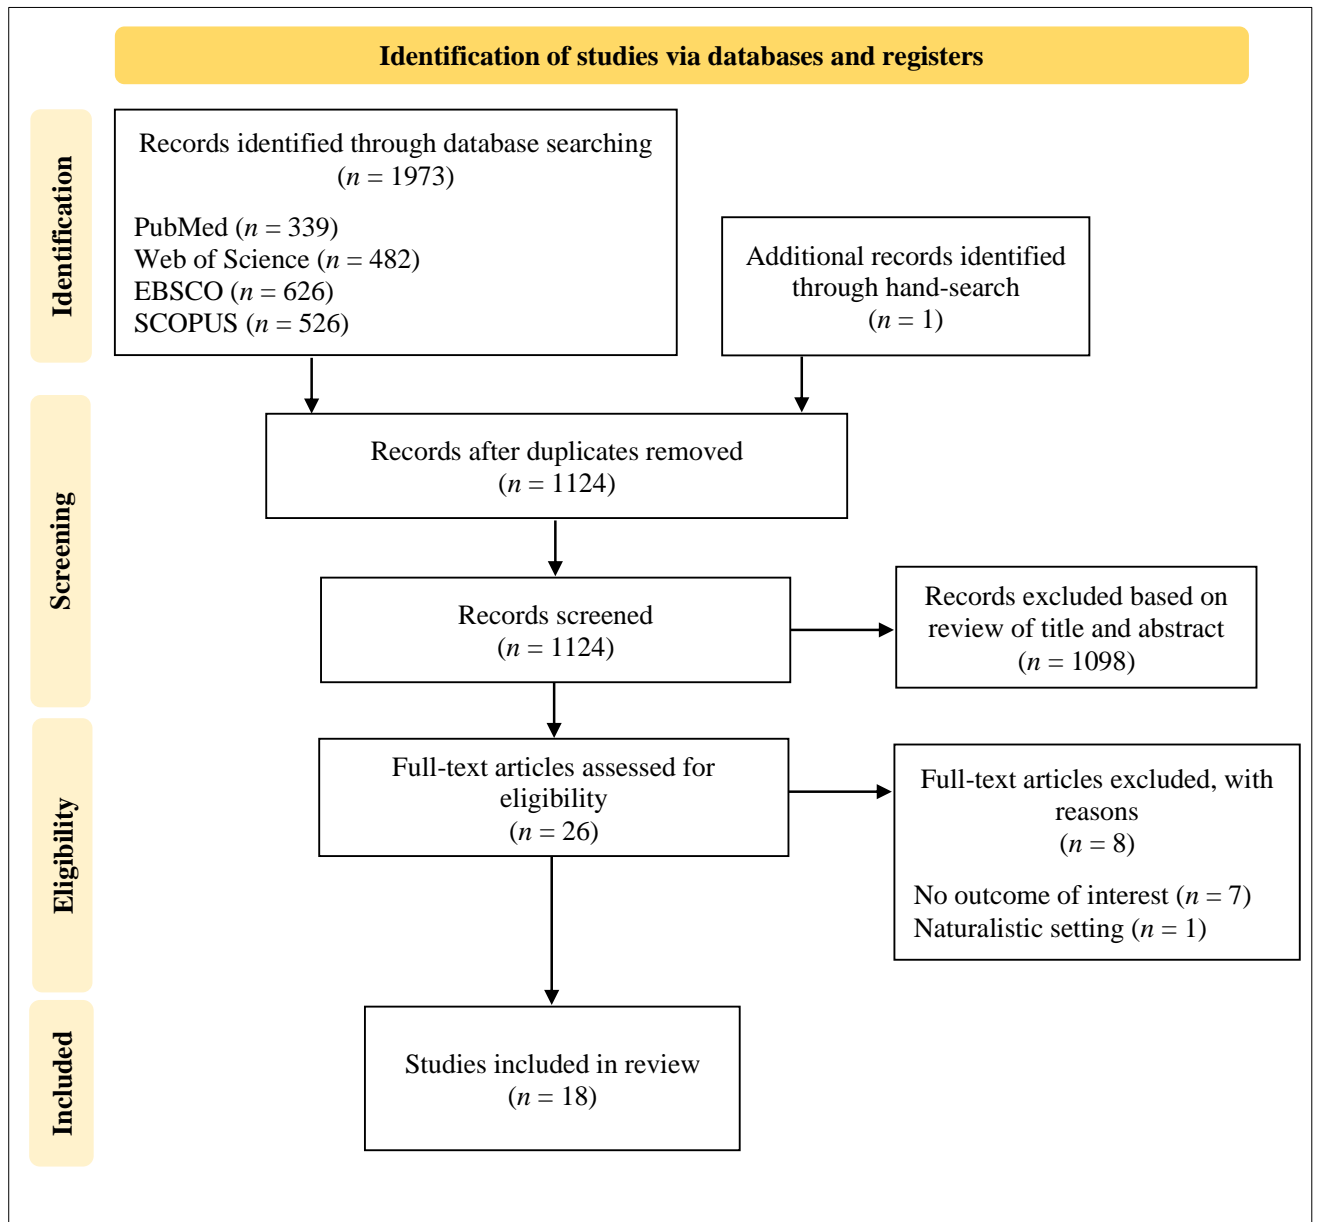 Identification of studies via databases and registers
Identification
Records identified through database searching
(n = 1973)
PubMed (n = 339)
Web of Science (n = 482)
EBSCO (n = 626)
SCOPUS (n = 526)
Additional records identified
through hand-search
(n = 1)
Screening
Records after duplicates removed
(n = 1124)
Records screened
(n = 1124)
Records excluded based on
review of title and abstract
(n = 1098)
Eligibility
Full-text articles assessed for
eligibility
(n = 26)
Full-text articles excluded, with
reasons
(n = 8)
No outcome of interest (n = 7)
Naturalistic setting (n = 1)
Included
Studies included in review
(n = 18)